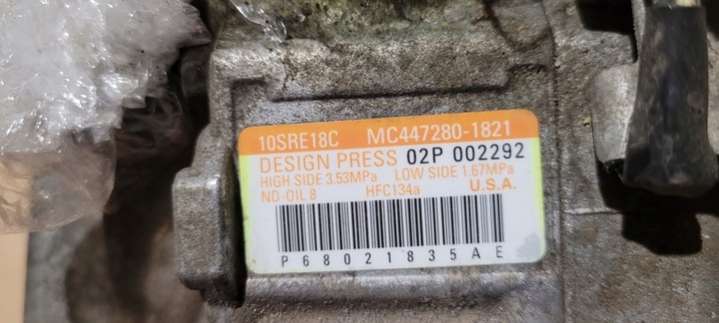 10SRE18C MC447280-1821
DESIGN PRESS 02P 002292
HIGH SIDE 3.53MPa LOW SIDE 1.67MPa
ND-OIL 8 HFC134a U.S.A.
P68021835AE